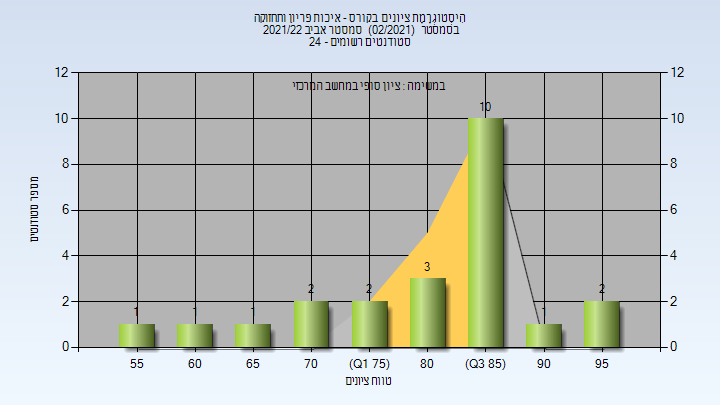 היסטוגרמת ציונים בקורס - איכות פריון ותחזוקה
בסמסטר (02/2021) סמסטר אביב 2021/22
סטודנטים רשומים - 24
במשימה : ציון סופי במחשב המרכזי
מספר סטודנטים
12 12
10 10
8 8
6 6
4 4
2 2
0 0
1 1 1 2 2 3 10 1 2
55 60 65 70 (Q1 75) 80 (Q3 85) 90 95
טווח ציונים